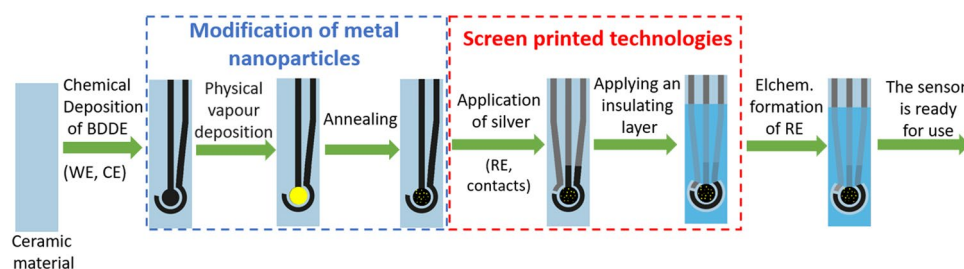 Modification of metal
nanoparticles
Screen printed technologies
Chemical
Deposition
of BDDE
(WE, CE)
Physical
vapour
deposition
Annealing
Application
of silver
(RE,
contacts)
Applying an
insulating
layer
Elchem.
formation
of RE
The sensor
is ready
for use
Ceramic
material